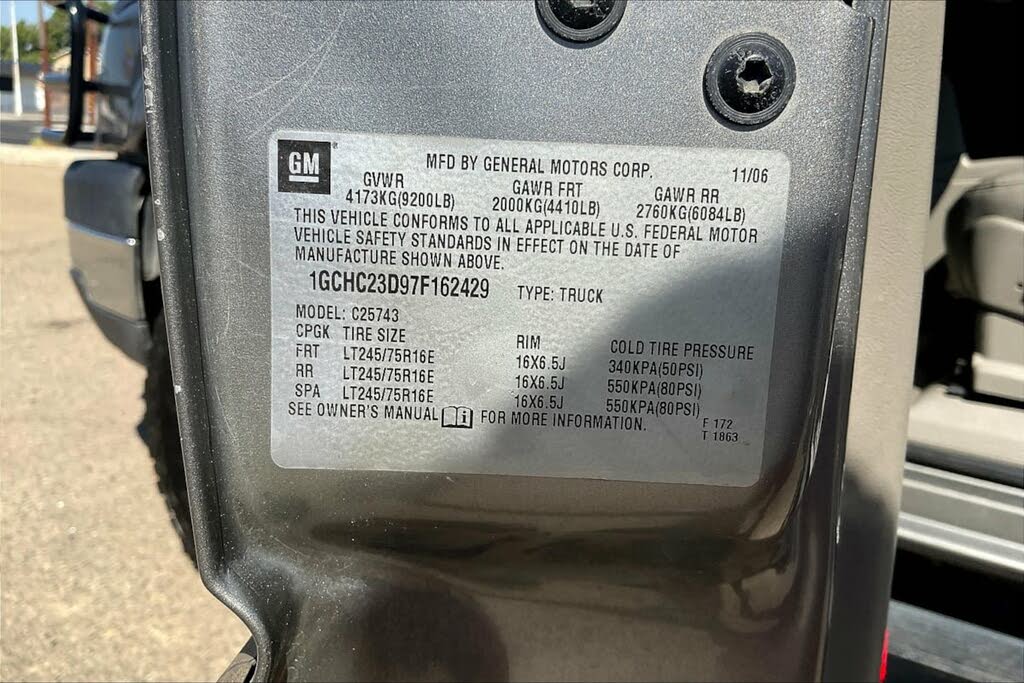 GM
MFD BY GENERAL MOTORS CORP. 11/06
GVWR GAWR FRT GAWR RR
4173KG(9200LB) 2000KG(4410LB) 2760KG(6084LB)
THIS VEHICLE CONFORMS TO ALL APPLICABLE U.S. FEDERAL MOTOR
VEHICLE SAFETY STANDARDS IN EFFECT ON THE DATE OF
MANUFACTURE SHOWN ABOVE.
1GCHC23D97F162429 TYPE: TRUCK
MODEL: C25743
CPGK TIRE SIZE RIM COLD TIRE PRESSURE
FRT LT245/75R16E 16X6.5J 340KPA(50PSI)
RR LT245/75R16E 16X6.5J 550KPA(80PSI)
SPA LT245/75R16E 16X6.5J 550KPA(80PSI)
SEE OWNER'S MANUAL i FOR MORE INFORMATION.
F 172
T 1863